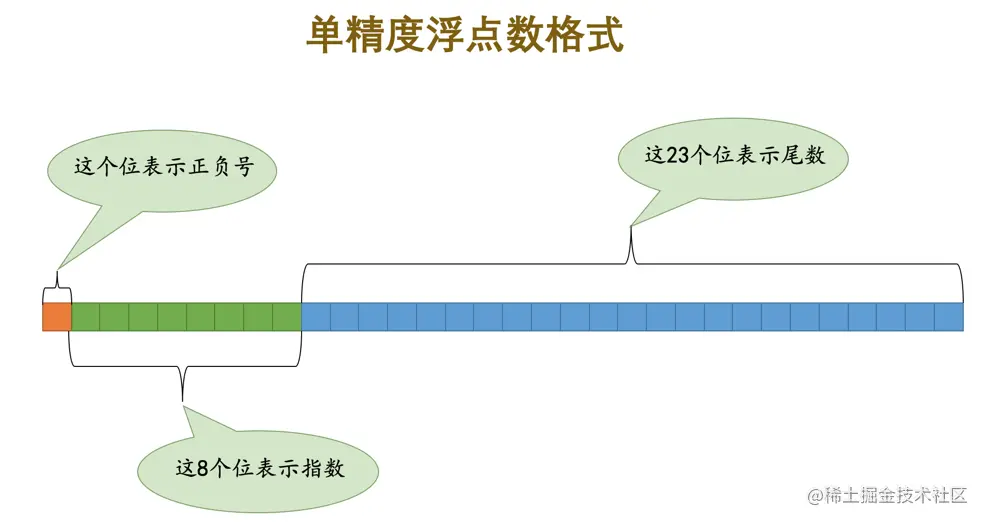 单精度浮点数格式
这个位表示正负号
这23个位表示尾数
这8个位表示指数
@稀土掘金技术社区